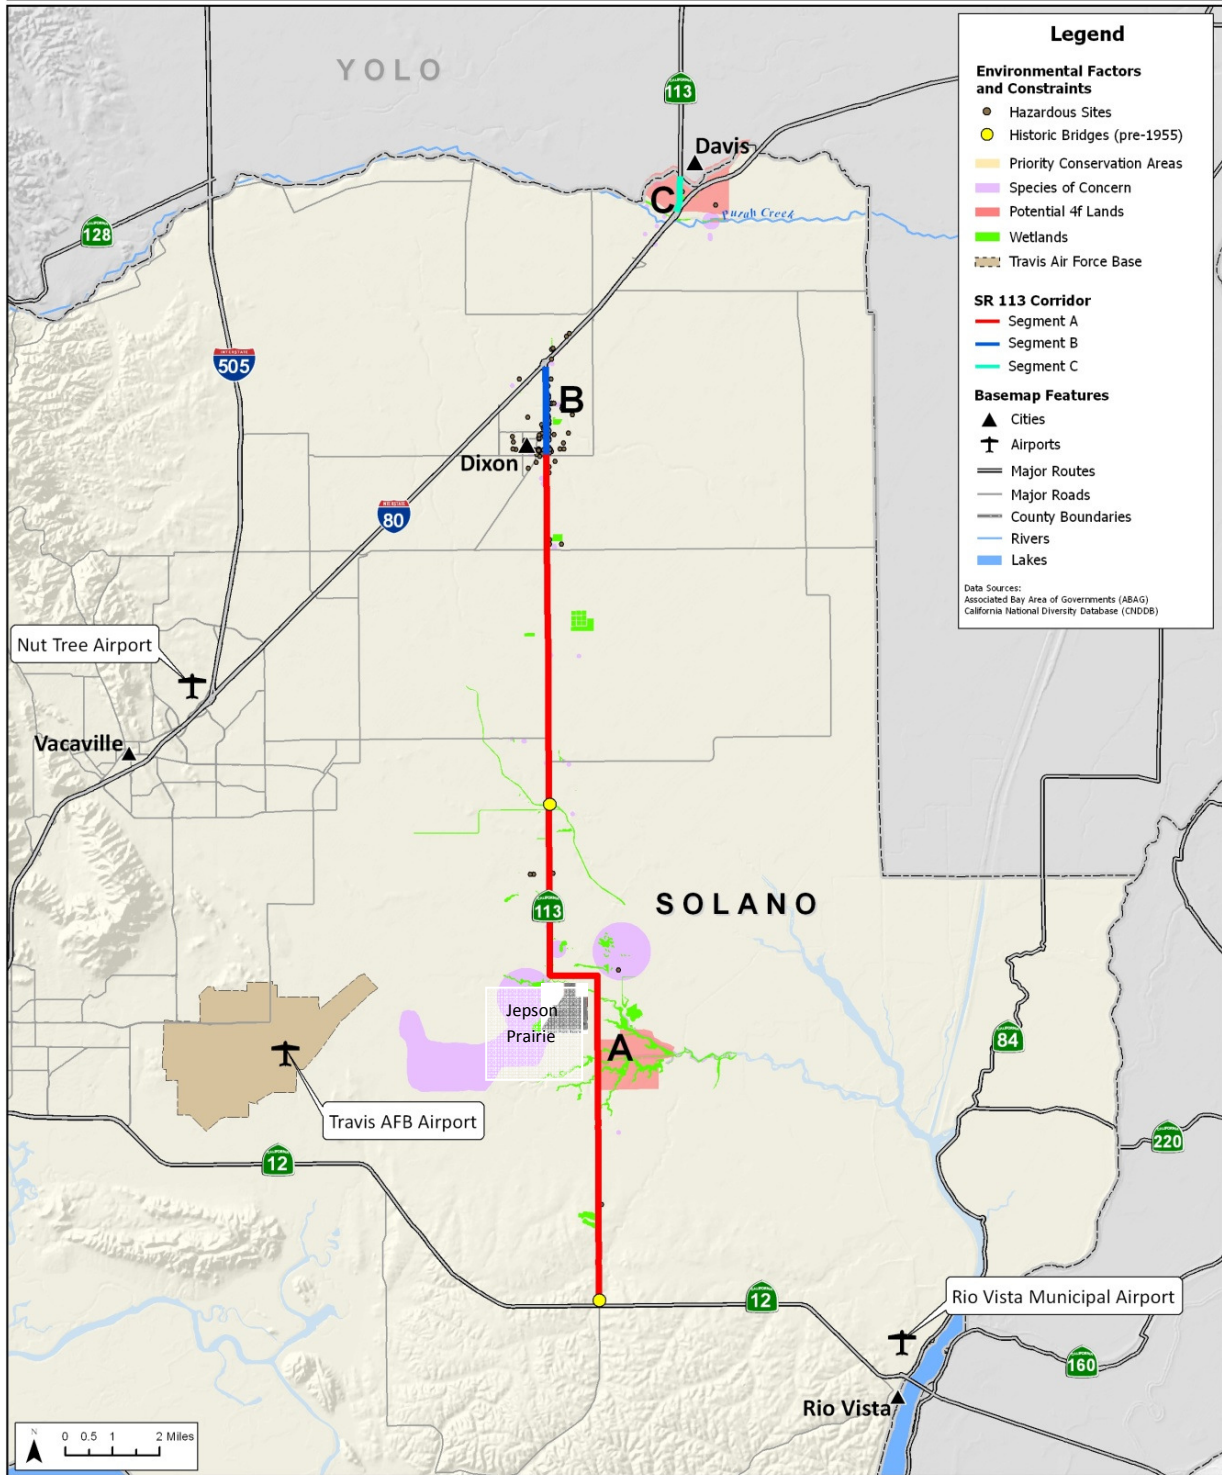 YOLO
113
Davis
C
Putah Creek
128
INTERSTATE
505
B
Dixon
80
Nut Tree Airport
Vacaville
SOLANO
CALIFORNIA
113
Jepson
Prairie
A
84
Travis AFB Airport
12
220
Rio Vista Municipal Airport
12
160
Rio Vista
N
0 0.5 1 2 Miles
Legend
Environmental Factors
and Constraints
Hazardous Sites
Historic Bridges (pre-1955)
Priority Conservation Areas
Species of Concern
Potential 4f Lands
Wetlands
Travis Air Force Base
SR 113 Corridor
Segment A
Segment B
Segment C
Basemap Features
Cities
Airports
Major Routes
Major Roads
County Boundaries
Rivers
Lakes
Data Sources:
Associated Bay Area of Governments (ABAG)
California National Diversity Database (CNDDB)